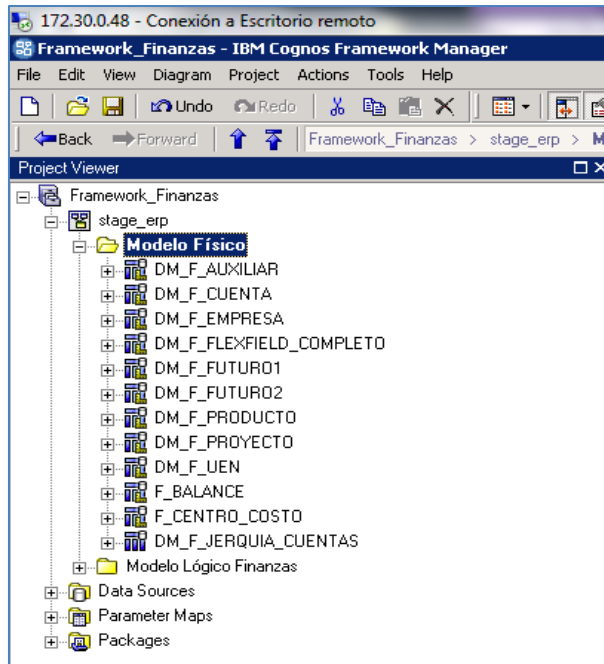 172.30.0.48 - Conexión a Escritorio remoto
Framework_Finanzas - IBM Cognos Framework Manager
File Edit View Diagram Project Actions Tools Help
Undo Redo
Back Forward Framework_Finanzas > stage_erp > M
Project Viewer
Framework_Finanzas
stage_erp
Modelo Físico
DM_F_AUXILIAR
DM_F_CUENTA
DM_F_EMPRESA
DM_F_FLEXFIELD_COMPLETO
DM_F_FUTURO1
DM_F_FUTURO2
DM_F_PRODUCTO
DM_F_PROYECTO
DM_F_UEN
F_BALANCE
F_CENTRO_COSTO
DM_F_JERQUIA_CUENTAS
Modelo Lógico Finanzas
Data Sources
Parameter Maps
Packages